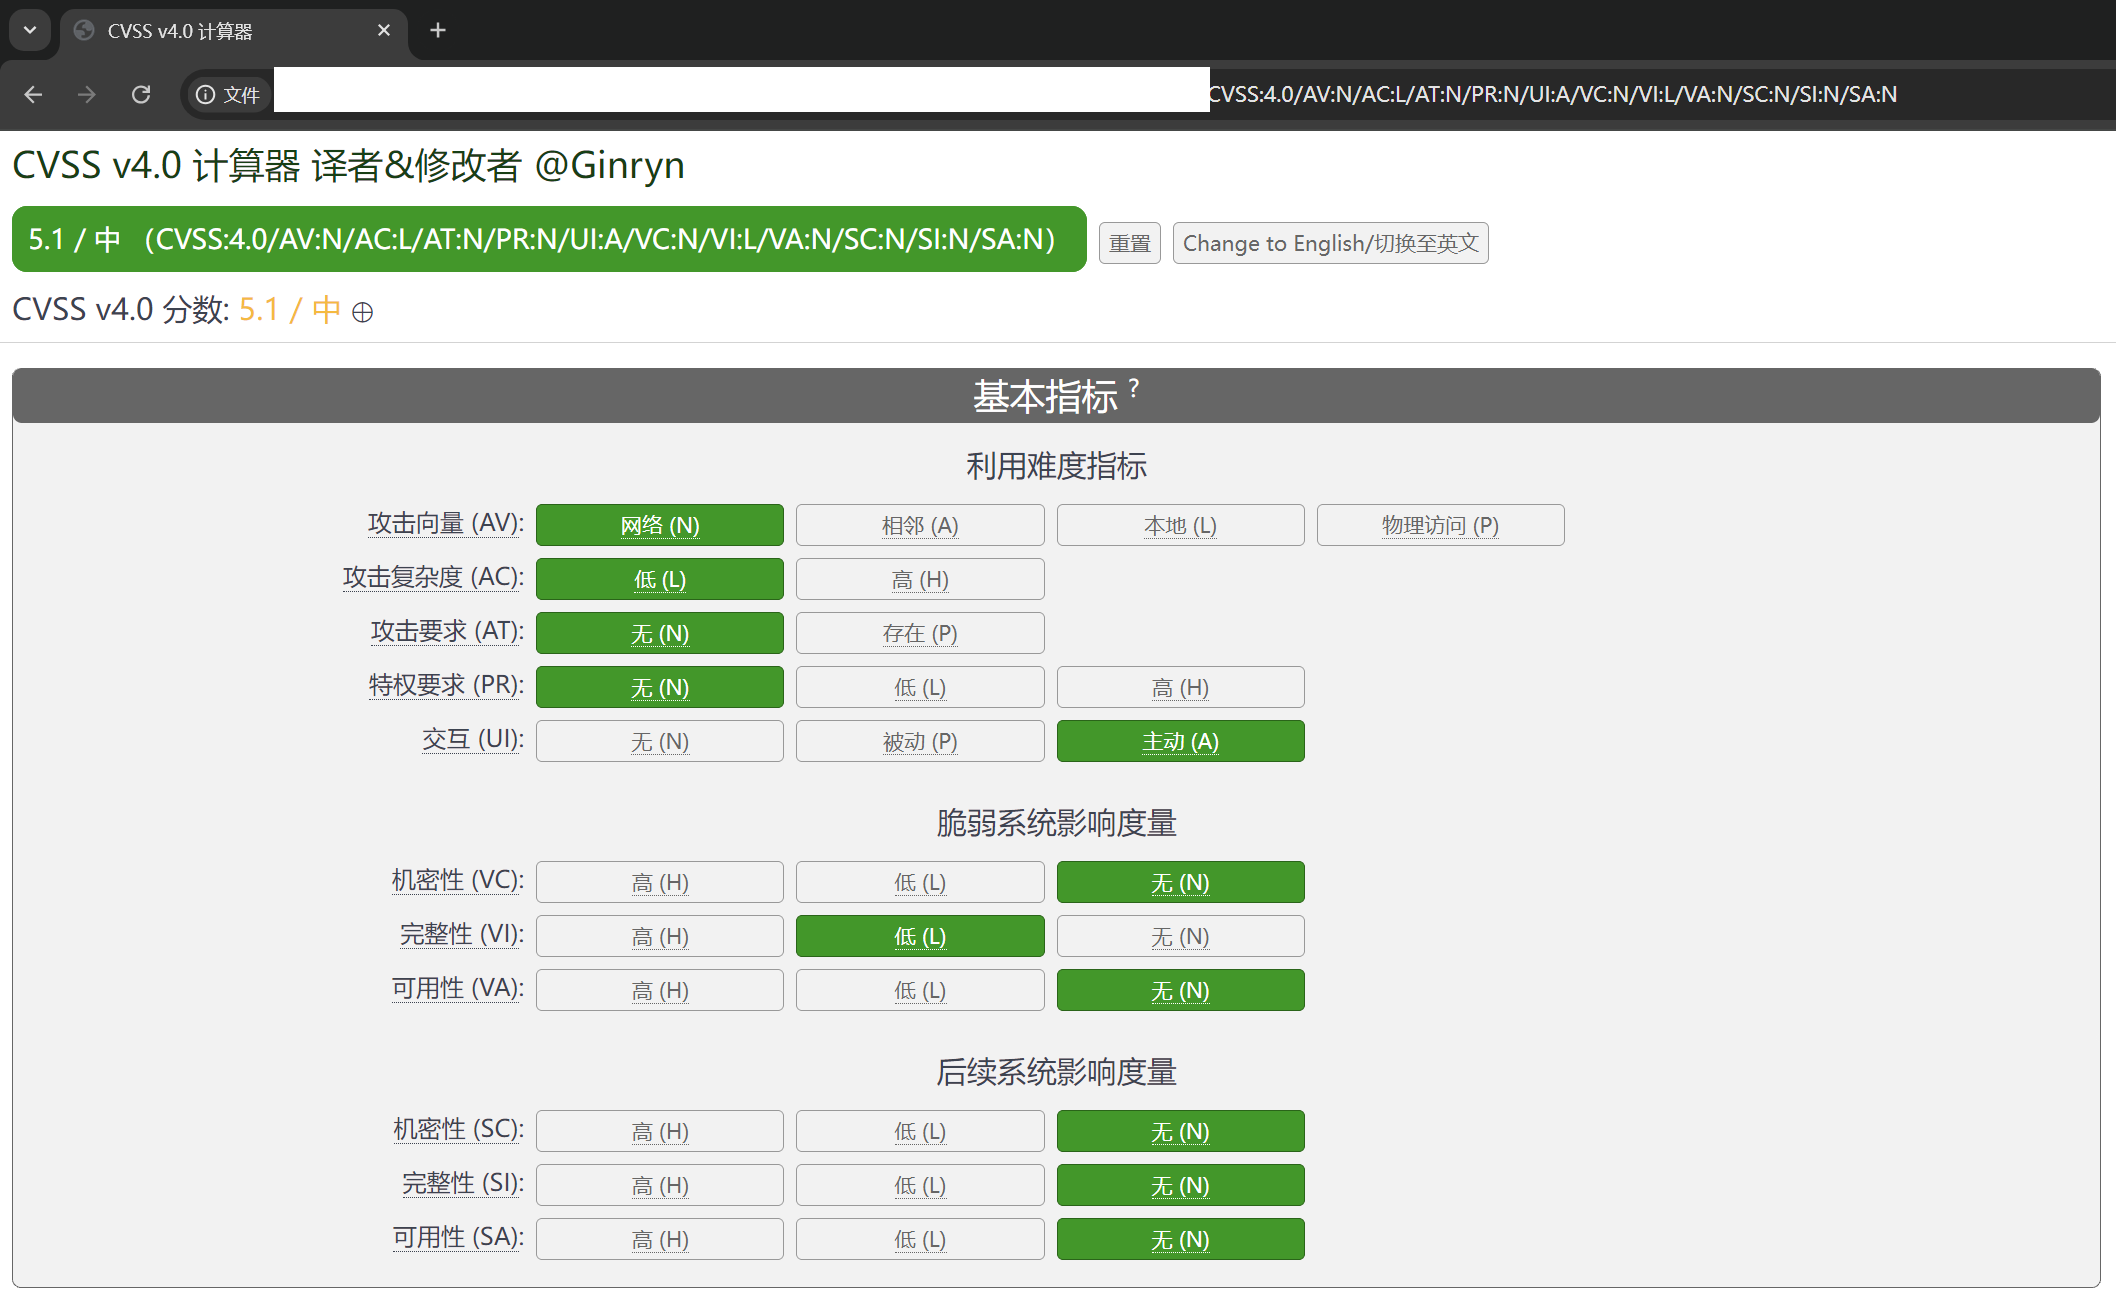 CVSS v4.0 计算器
文件 CVSS:4.0/AV:N/AC:L/AT:N/PR:N/UI:A/VC:N/VI:L/VA:N/SC:N/SI:N/SA:N
CVSS v4.0 计算器 译者&修改者 @Ginryn
5.1 / 中 （CVSS:4.0/AV:N/AC:L/AT:N/PR:N/UI:A/VC:N/VI:L/VA:N/SC:N/SI:N/SA:N） 重置 Change to English/切换至英文
CVSS v4.0 分数: 5.1 / 中 ⊕
基本指标 ?
利用难度指标
攻击向量 (AV): 网络 (N) 相邻 (A) 本地 (L) 物理访问 (P)
攻击复杂度 (AC): 低 (L) 高 (H)
攻击要求 (AT): 无 (N) 存在 (P)
特权要求 (PR): 无 (N) 低 (L) 高 (H)
交互 (UI): 无 (N) 被动 (P) 主动 (A)
脆弱系统影响度量
机密性 (VC): 高 (H) 低 (L) 无 (N)
完整性 (VI): 高 (H) 低 (L) 无 (N)
可用性 (VA): 高 (H) 低 (L) 无 (N)
后续系统影响度量
机密性 (SC): 高 (H) 低 (L) 无 (N)
完整性 (SI): 高 (H) 低 (L) 无 (N)
可用性 (SA): 高 (H) 低 (L) 无 (N)